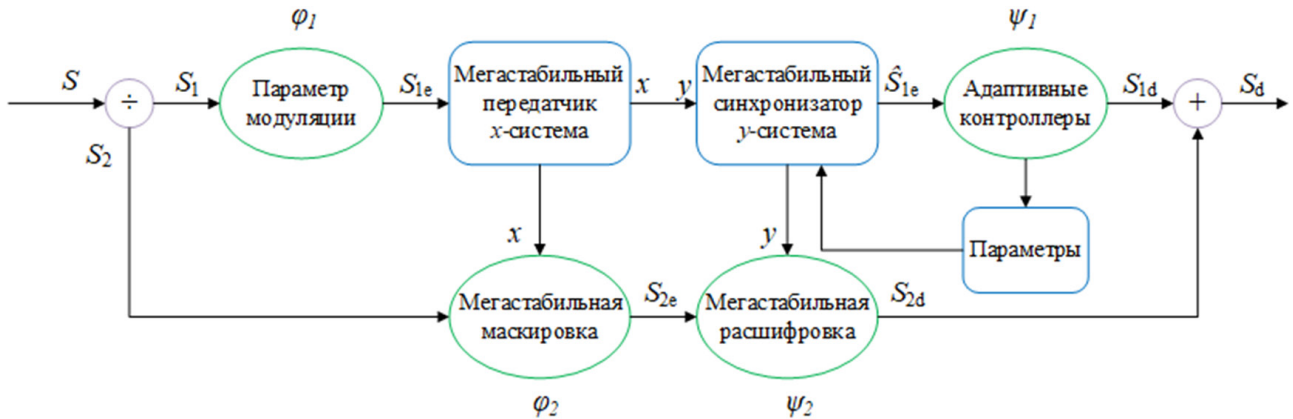 φ1
ψ1
S
÷
S1
Параметр
модуляции
S1e
Мегастабильный
передатчик
x-система
x
y
Мегастабильный
синхронизатор
y-система
Ŝ1e
Адаптивные
контроллеры
S1d
+
Sd
S2
x
y
Параметры
Мегастабильная
маскировка
S2e
Мегастабильная
расшифровка
S2d
φ2
ψ2